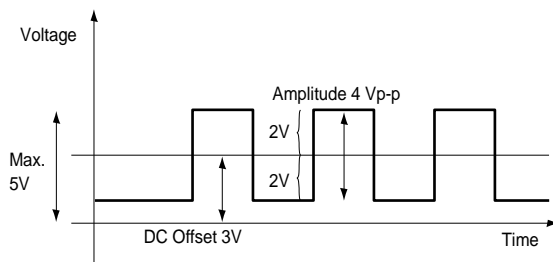 Voltage
Amplitude 4 Vp-p
2V
Max.
5V
2V
DC Offset 3V
Time